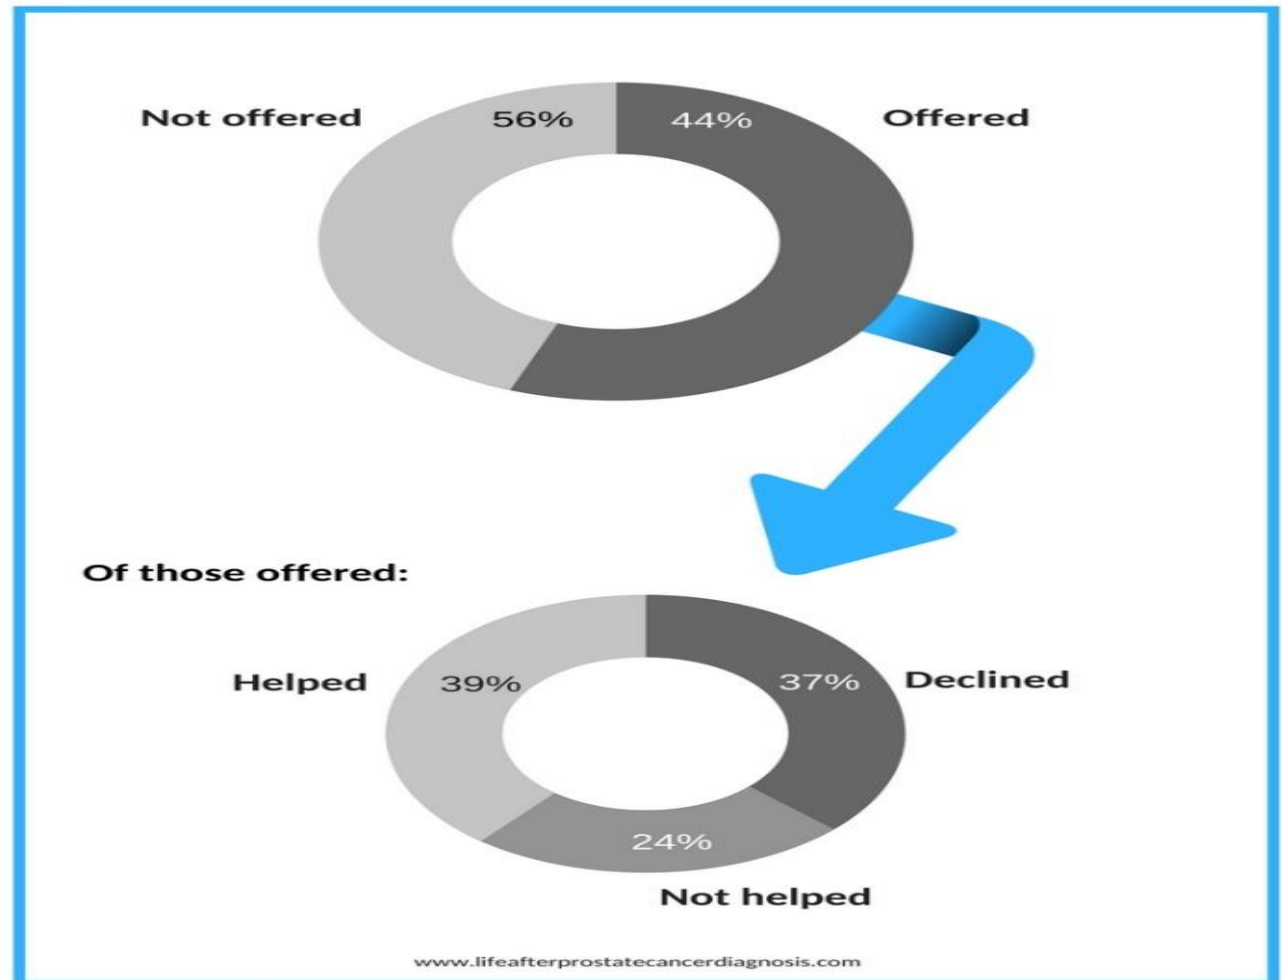 Not offered
56%
44%
Offered
Of those offered:
Helped
39%
37%
Declined
24%
Not helped
www.lifeafterprostatecancerdiagnosis.com